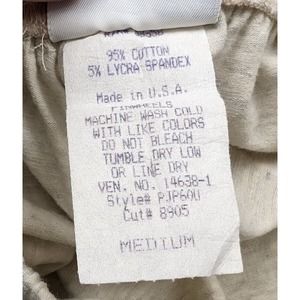 95% COTTON
5% LYCRA SPANDEX
Made in U.S.A.
PINWHEELS
MACHINE WASH COLD
WITH LIKE COLORS
DO NOT BLEACH
TUMBLE DRY LOW
OR LINE DRY
VEN. NO. 14638-1
Style# PJP60U
Cut# 8905
MEDIUM